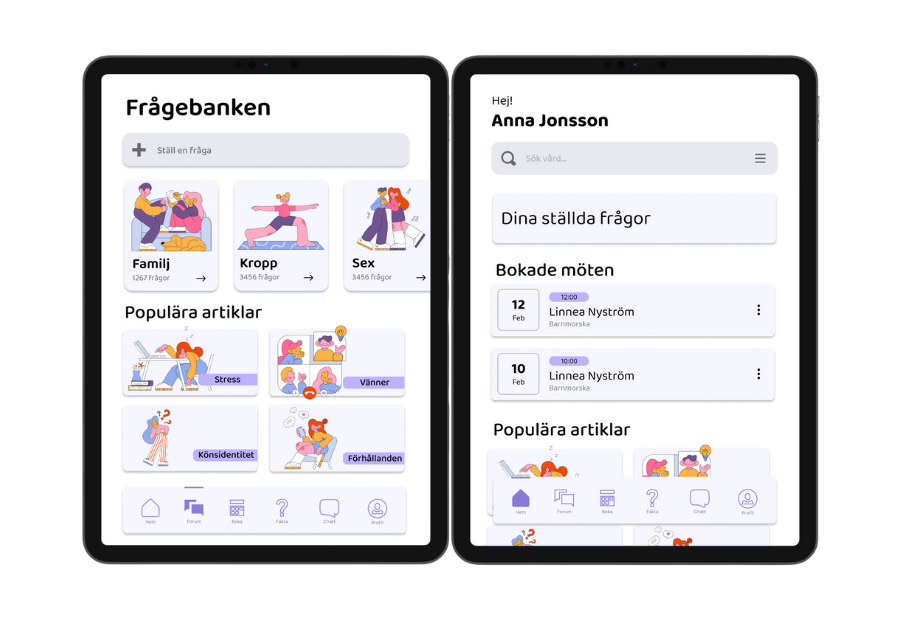 Frågebanken
Ställ en fråga
Familj
1267 frågor
Kropp
3456 frågor
Sex
3456 frågor
Populära artiklar
Stress
Vänner
Könsidentitet
Förhållanden
Hem
Forum
Boka
Fakta
Chatt
Profil
Hej!
Anna Jonsson
Sök vård...
Dina ställda frågor
Bokade möten
12
Feb
12:00
Linnea Nyström
Barnmorska
10
Feb
10:00
Linnea Nyström
Barnmorska
Populära artiklar
z
z
Hem
Forum
Boka
Fakta
Chatt
Profil